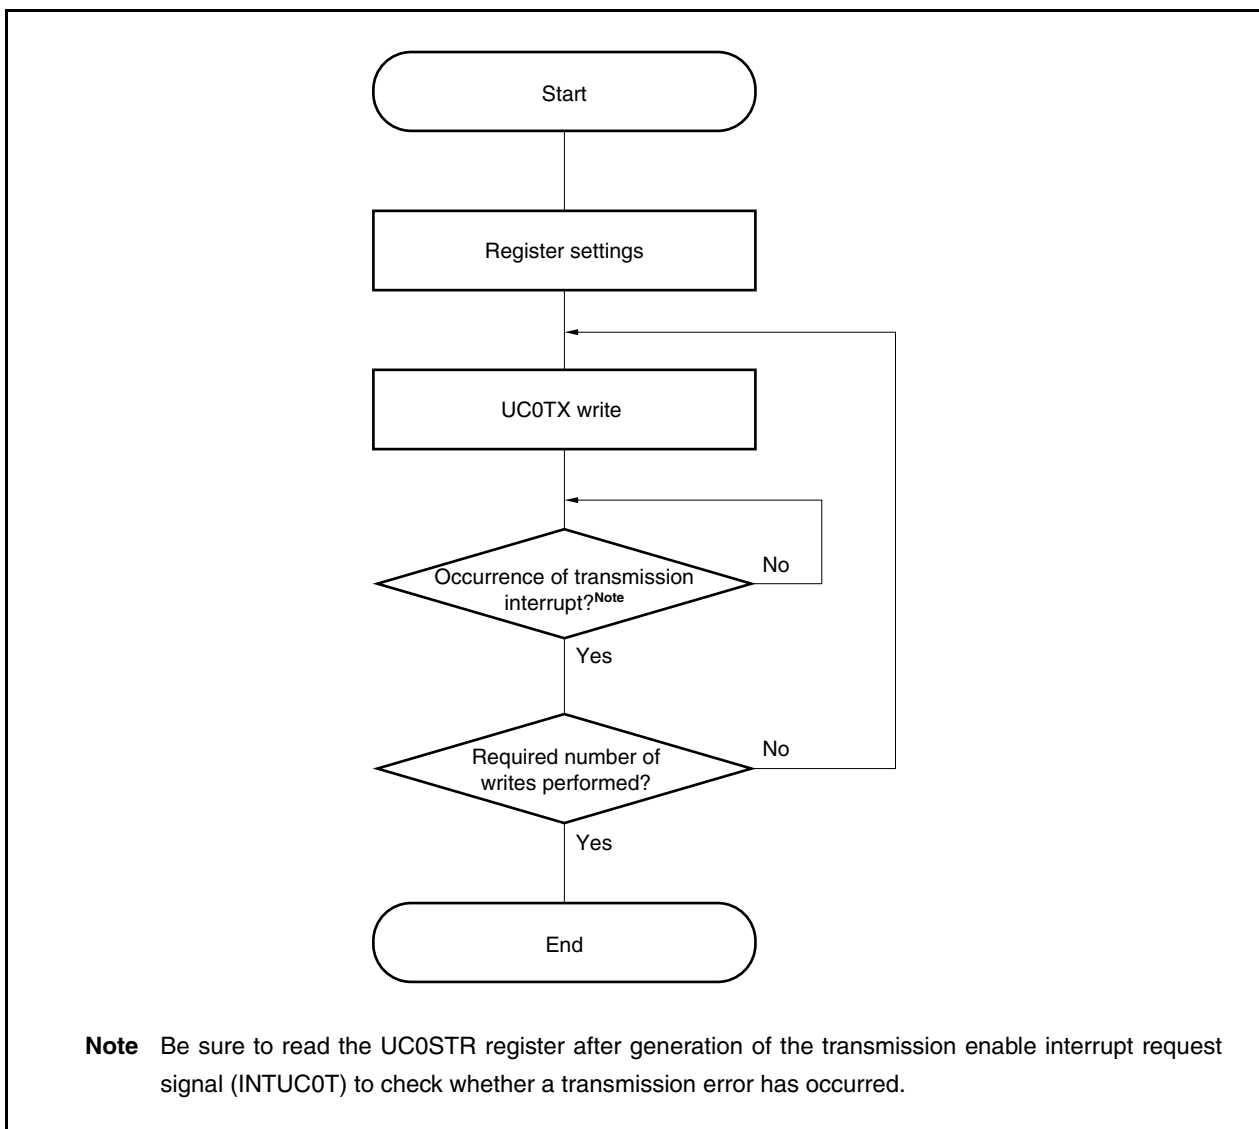 Start
Register settings
UC0TX write
Occurrence of transmission
interrupt?Note
No
Yes
Required number of
writes performed?
No
Yes
End
Note Be sure to read the UC0STR register after generation of the transmission enable interrupt request
signal (INTUC0T) to check whether a transmission error has occurred.